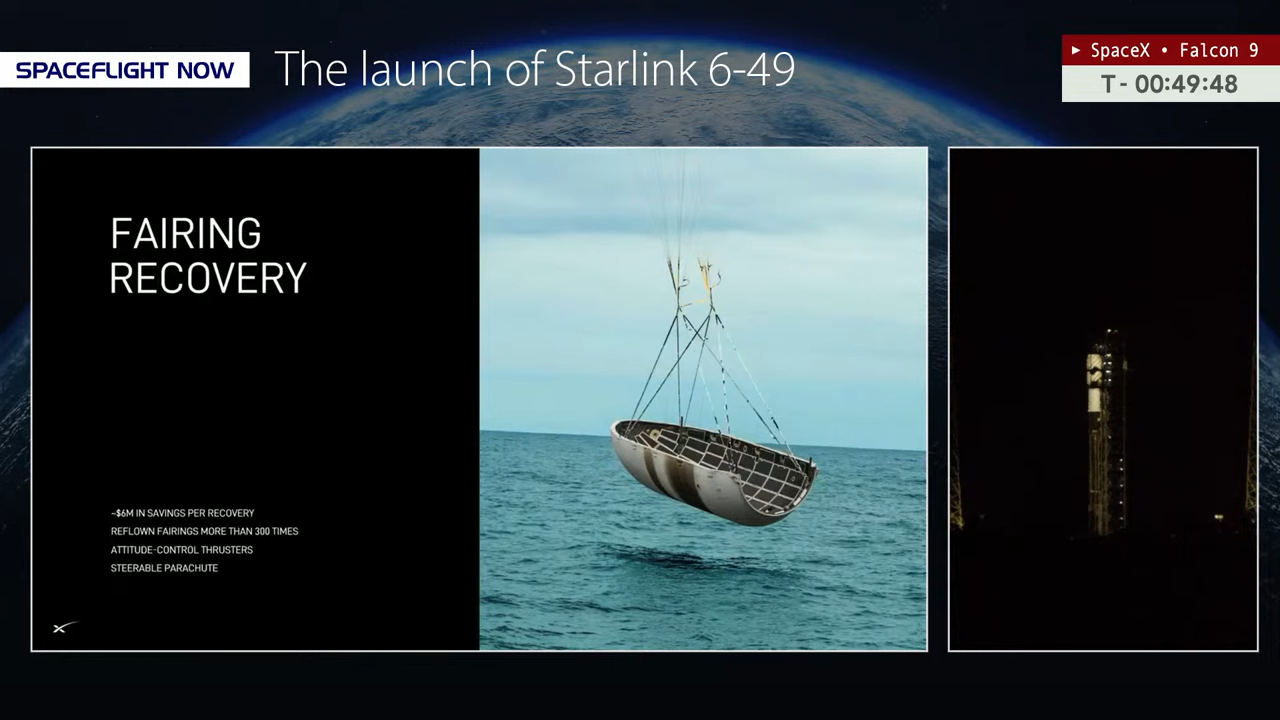 SPACEFLIGHT NOW
The launch of Starlink 6-49
SpaceX • Falcon 9
T - 00:49:48
FAIRING
RECOVERY
~$6M IN SAVINGS PER RECOVERY
REFLOWN FAIRINGS MORE THAN 300 TIMES
ATTITUDE-CONTROL THRUSTERS
STEERABLE PARACHUTE